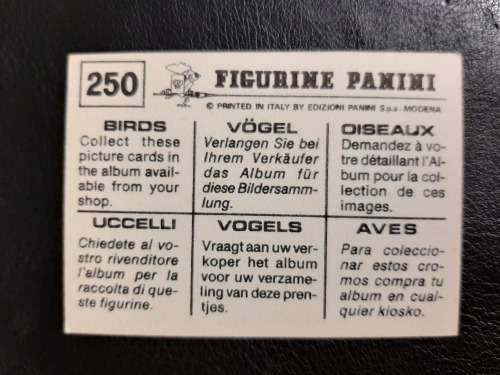 250
FIGURINE PANINI
© PRINTED IN ITALY BY EDIZIONI PANINI S.p.a - MODENA
BIRDS
Collect these
picture cards in
the album avail-
able from your
shop.
VÖGEL
Verlangen Sie bei
Ihrem Verkäufer
das Album für
diese Bildersamm-
lung.
OISEAUX
Demandez à vo-
tre détaillant l'Al-
bum pour la col-
lection de ces
images.
UCCELLI
Chiedete al vo-
stro rivenditore
l'album per la
raccolta di que-
ste figurine.
VOGELS
Vraagt aan uw ver-
koper het album
voor uw verzame-
ling van deze pren-
tjes.
AVES
Para coleccio-
nar estos cro-
mos compra tu
album en cual-
quier kiosko.